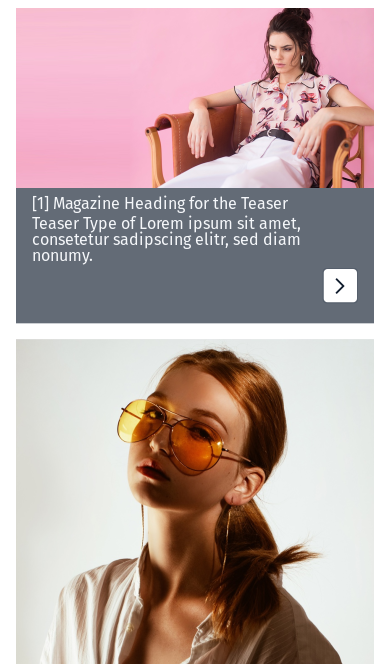 [1] Magazine Heading for the Teaser
Teaser Type of Lorem ipsum sit amet,
consetetur sadipscing elitr, sed diam
nonumy.